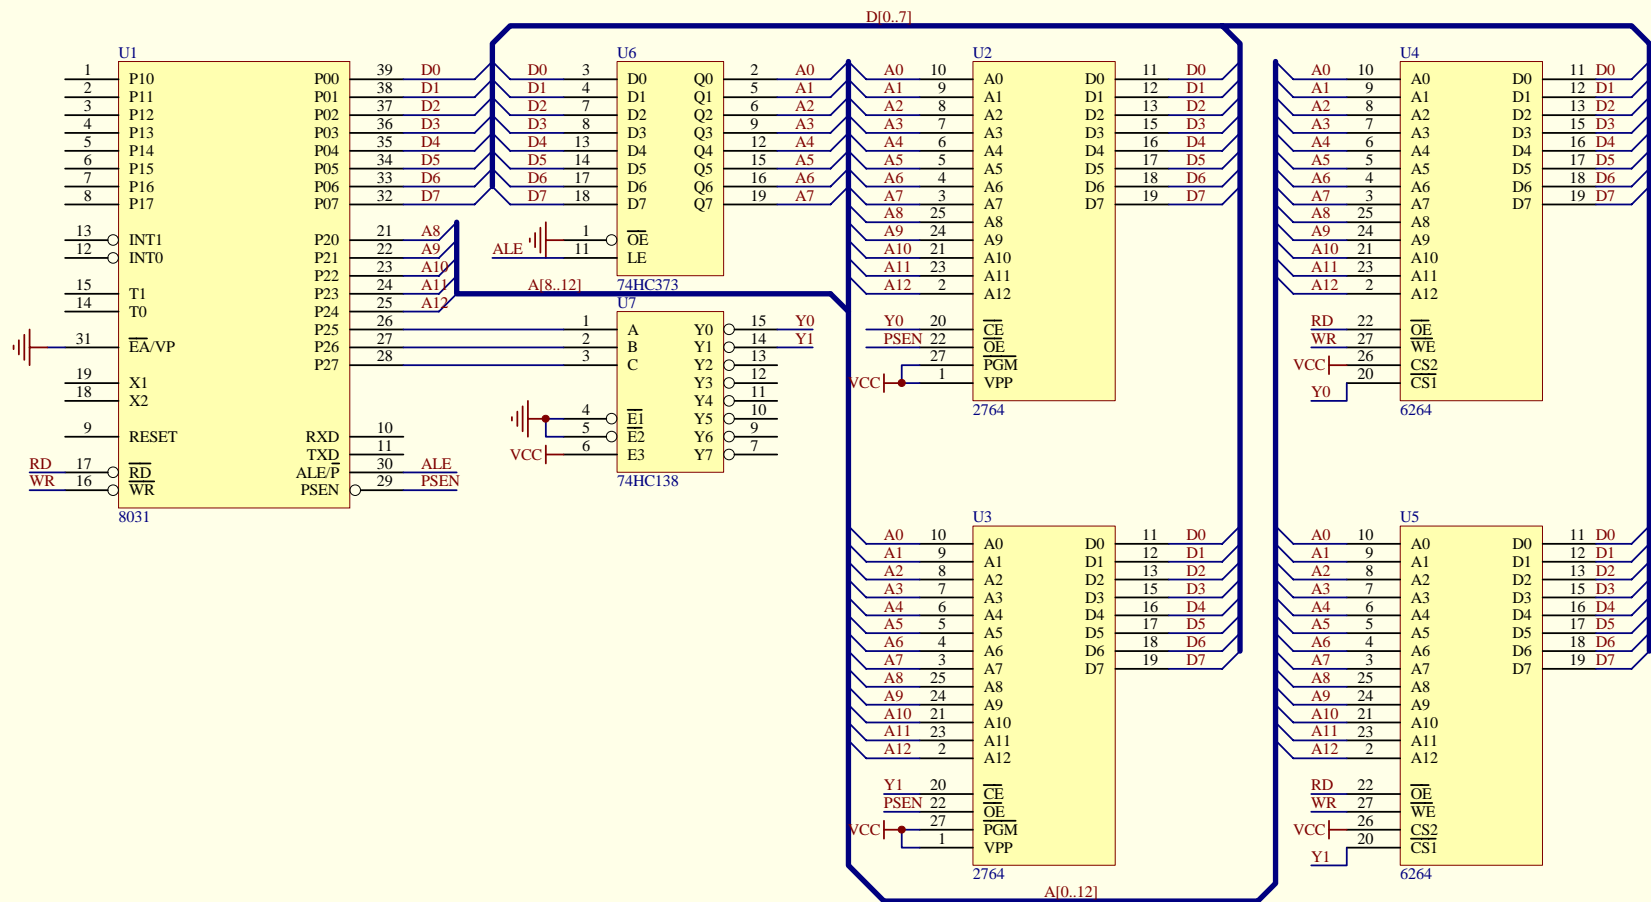 D[0..7]
U1
P10 1
P11 2
P12 3
P13 4
P14 5
P15 6
P16 7
P17 8
INT1 13
INT0 12
T1 15
T0 14
EA/VP 31
X1 19
X2 18
RESET 9
RD 17 RD
WR 16 WR
P00 39 D0
P01 38 D1
P02 37 D2
P03 36 D3
P04 35 D4
P05 34 D5
P06 33 D6
P07 32 D7
P20 21 A8
P21 22 A9
P22 23 A10
P23 24 A11
P24 25 A12
P25 26
P26 27
P27 28
RXD 10
TXD 11
ALE/P 30 ALE
PSEN 29 PSEN
8031
A[8..12]
U6
D0 3 D0 Q0 2 A0
D1 4 D1 Q1 5 A1
D2 7 D2 Q2 6 A2
D3 8 D3 Q3 9 A3
D4 13 D4 Q4 12 A4
D5 14 D5 Q5 15 A5
D6 17 D6 Q6 16 A6
D7 18 D7 Q7 19 A7
1 OE
ALE 11 LE
74HC373
U7
1 A Y0 15 Y0
2 B Y1 14 Y1
3 C Y2 13
Y3 12
Y4 11
4 E1 Y5 10
5 E2 Y6 9
VCC 6 E3 Y7 7
74HC138
U2
A0 10 A0 D0 11 D0
A1 9 A1 D1 12 D1
A2 8 A2 D2 13 D2
A3 7 A3 D3 15 D3
A4 6 A4 D4 16 D4
A5 5 A5 D5 17 D5
A6 4 A6 D6 18 D6
A7 3 A7 D7 19 D7
A8 25 A8
A9 24 A9
A10 21 A10
A11 23 A11
A12 2 A12
Y0 20 CE
PSEN 22 OE
27 PGM
VCC 1 VPP
2764
U4
A0 10 A0 D0 11 D0
A1 9 A1 D1 12 D1
A2 8 A2 D2 13 D2
A3 7 A3 D3 15 D3
A4 6 A4 D4 16 D4
A5 5 A5 D5 17 D5
A6 4 A6 D6 18 D6
A7 3 A7 D7 19 D7
A8 25 A8
A9 24 A9
A10 21 A10
A11 23 A11
A12 2 A12
RD 22 OE
WR 27 WE
VCC 26 CS2
Y0 20 CS1
6264
U3
A0 10 A0 D0 11 D0
A1 9 A1 D1 12 D1
A2 8 A2 D2 13 D2
A3 7 A3 D3 15 D3
A4 6 A4 D4 16 D4
A5 5 A5 D5 17 D5
A6 4 A6 D6 18 D6
A7 3 A7 D7 19 D7
A8 25 A8
A9 24 A9
A10 21 A10
A11 23 A11
A12 2 A12
Y1 20 CE
PSEN 22 OE
VCC 27 PGM
1 VPP
2764
U5
A0 10 A0 D0 11 D0
A1 9 A1 D1 12 D1
A2 8 A2 D2 13 D2
A3 7 A3 D3 15 D3
A4 6 A4 D4 16 D4
A5 5 A5 D5 17 D5
A6 4 A6 D6 18 D6
A7 3 A7 D7 19 D7
A8 25 A8
A9 24 A9
A10 21 A10
A11 23 A11
A12 2 A12
RD 22 OE
WR 27 WE
VCC 26 CS2
Y1 20 CS1
6264
A[0..12]